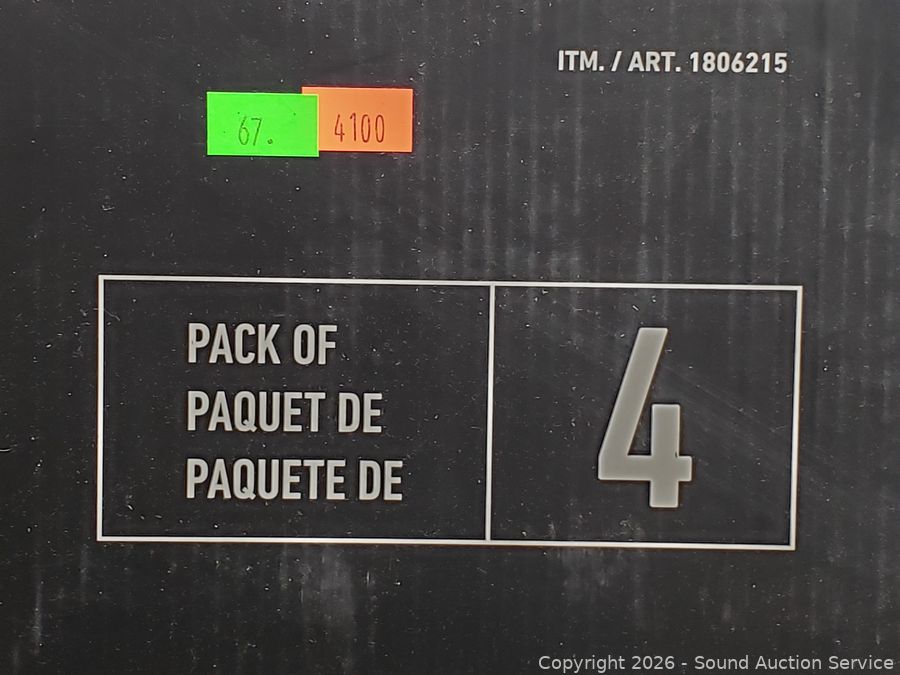 ITM. / ART. 1806215
67.
4100
PACK OF
PAQUET DE
PAQUETE DE
4
Copyright 2026 - Sound Auction Service